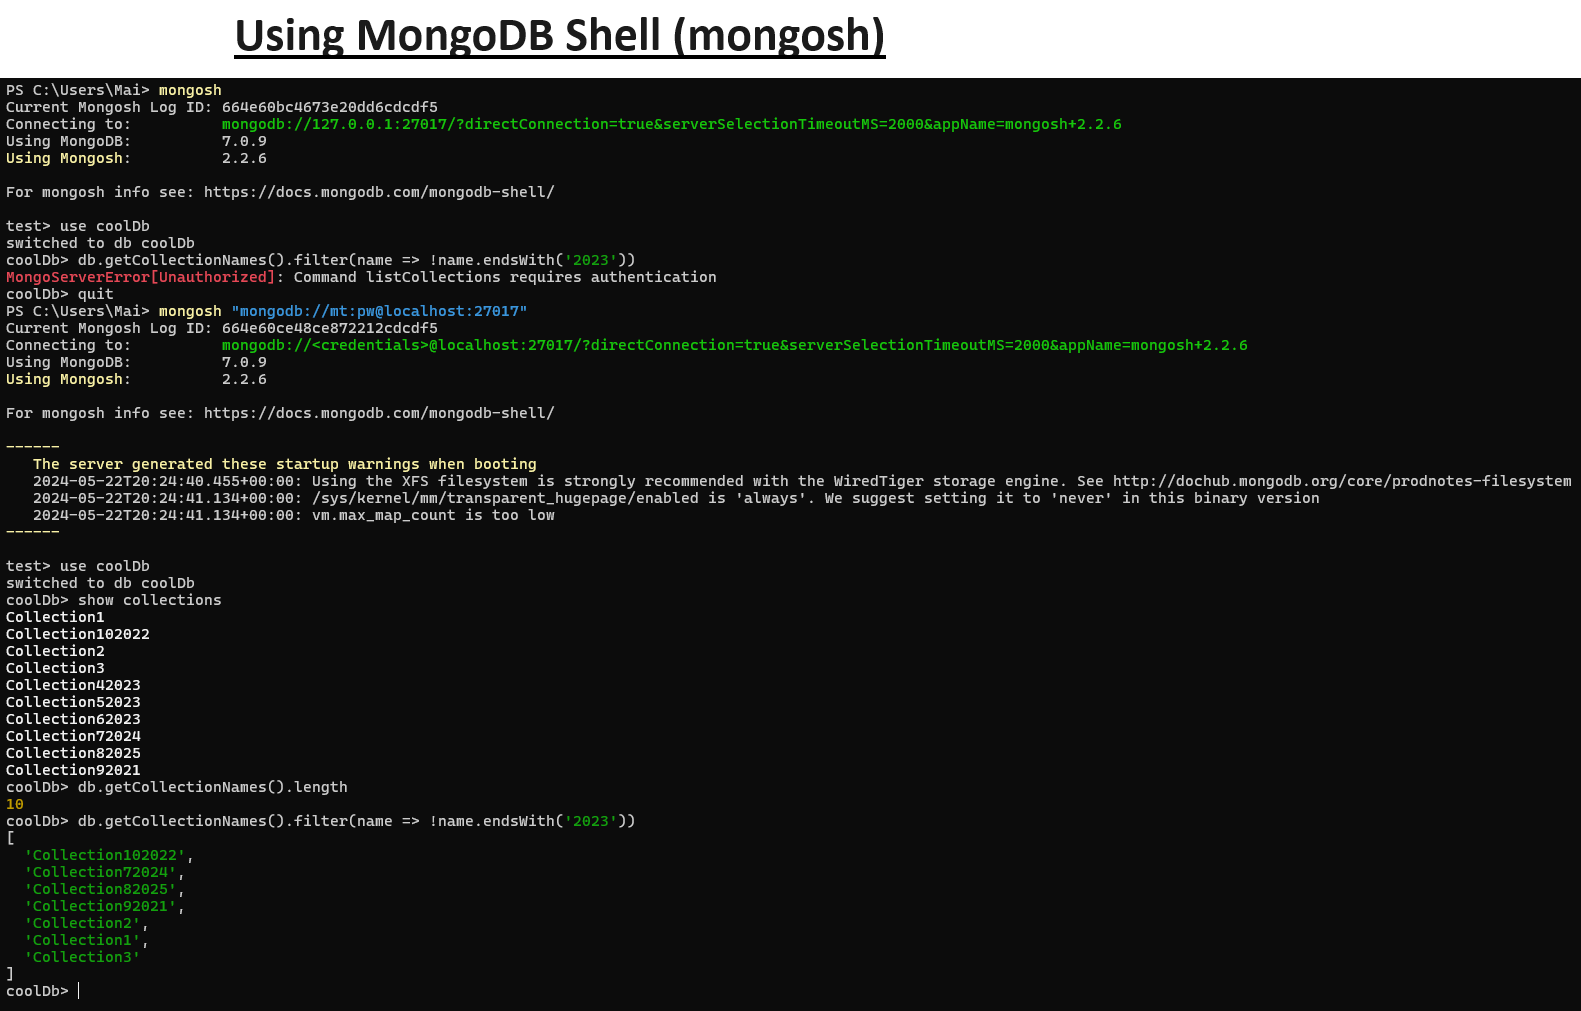 Using MongoDB Shell (mongosh)
PS C:\Users\Mai> mongosh
Current Mongosh Log ID: 664e60bc4673e20dd6cdcdf5
Connecting to:          mongodb://127.0.0.1:27017/?directConnection=true&serverSelectionTimeoutMS=2000&appName=mongosh+2.2.6
Using MongoDB:          7.0.9
Using Mongosh:          2.2.6
For mongosh info see: https://docs.mongodb.com/mongodb-shell/
test> use coolDb
switched to db coolDb
coolDb> db.getCollectionNames().filter(name => !name.endsWith('2023'))
MongoServerError[Unauthorized]: Command listCollections requires authentication
coolDb> quit
PS C:\Users\Mai> mongosh "mongodb://mt:pw@localhost:27017"
Current Mongosh Log ID: 664e60ce48ce872212cdcdf5
Connecting to:          mongodb://<credentials>@localhost:27017/?directConnection=true&serverSelectionTimeoutMS=2000&appName=mongosh+2.2.6
Using MongoDB:          7.0.9
Using Mongosh:          2.2.6
For mongosh info see: https://docs.mongodb.com/mongodb-shell/
------
   The server generated these startup warnings when booting
   2024-05-22T20:24:40.455+00:00: Using the XFS filesystem is strongly recommended with the WiredTiger storage engine. See http://dochub.mongodb.org/core/prodnotes-filesystem
   2024-05-22T20:24:41.134+00:00: /sys/kernel/mm/transparent_hugepage/enabled is 'always'. We suggest setting it to 'never' in this binary version
   2024-05-22T20:24:41.134+00:00: vm.max_map_count is too low
------
test> use coolDb
switched to db coolDb
coolDb> show collections
Collection1
Collection102022
Collection2
Collection3
Collection42023
Collection52023
Collection62023
Collection72024
Collection82025
Collection92021
coolDb> db.getCollectionNames().length
10
coolDb> db.getCollectionNames().filter(name => !name.endsWith('2023'))
[
  'Collection102022',
  'Collection72024',
  'Collection82025',
  'Collection92021',
  'Collection2',
  'Collection1',
  'Collection3'
]
coolDb>